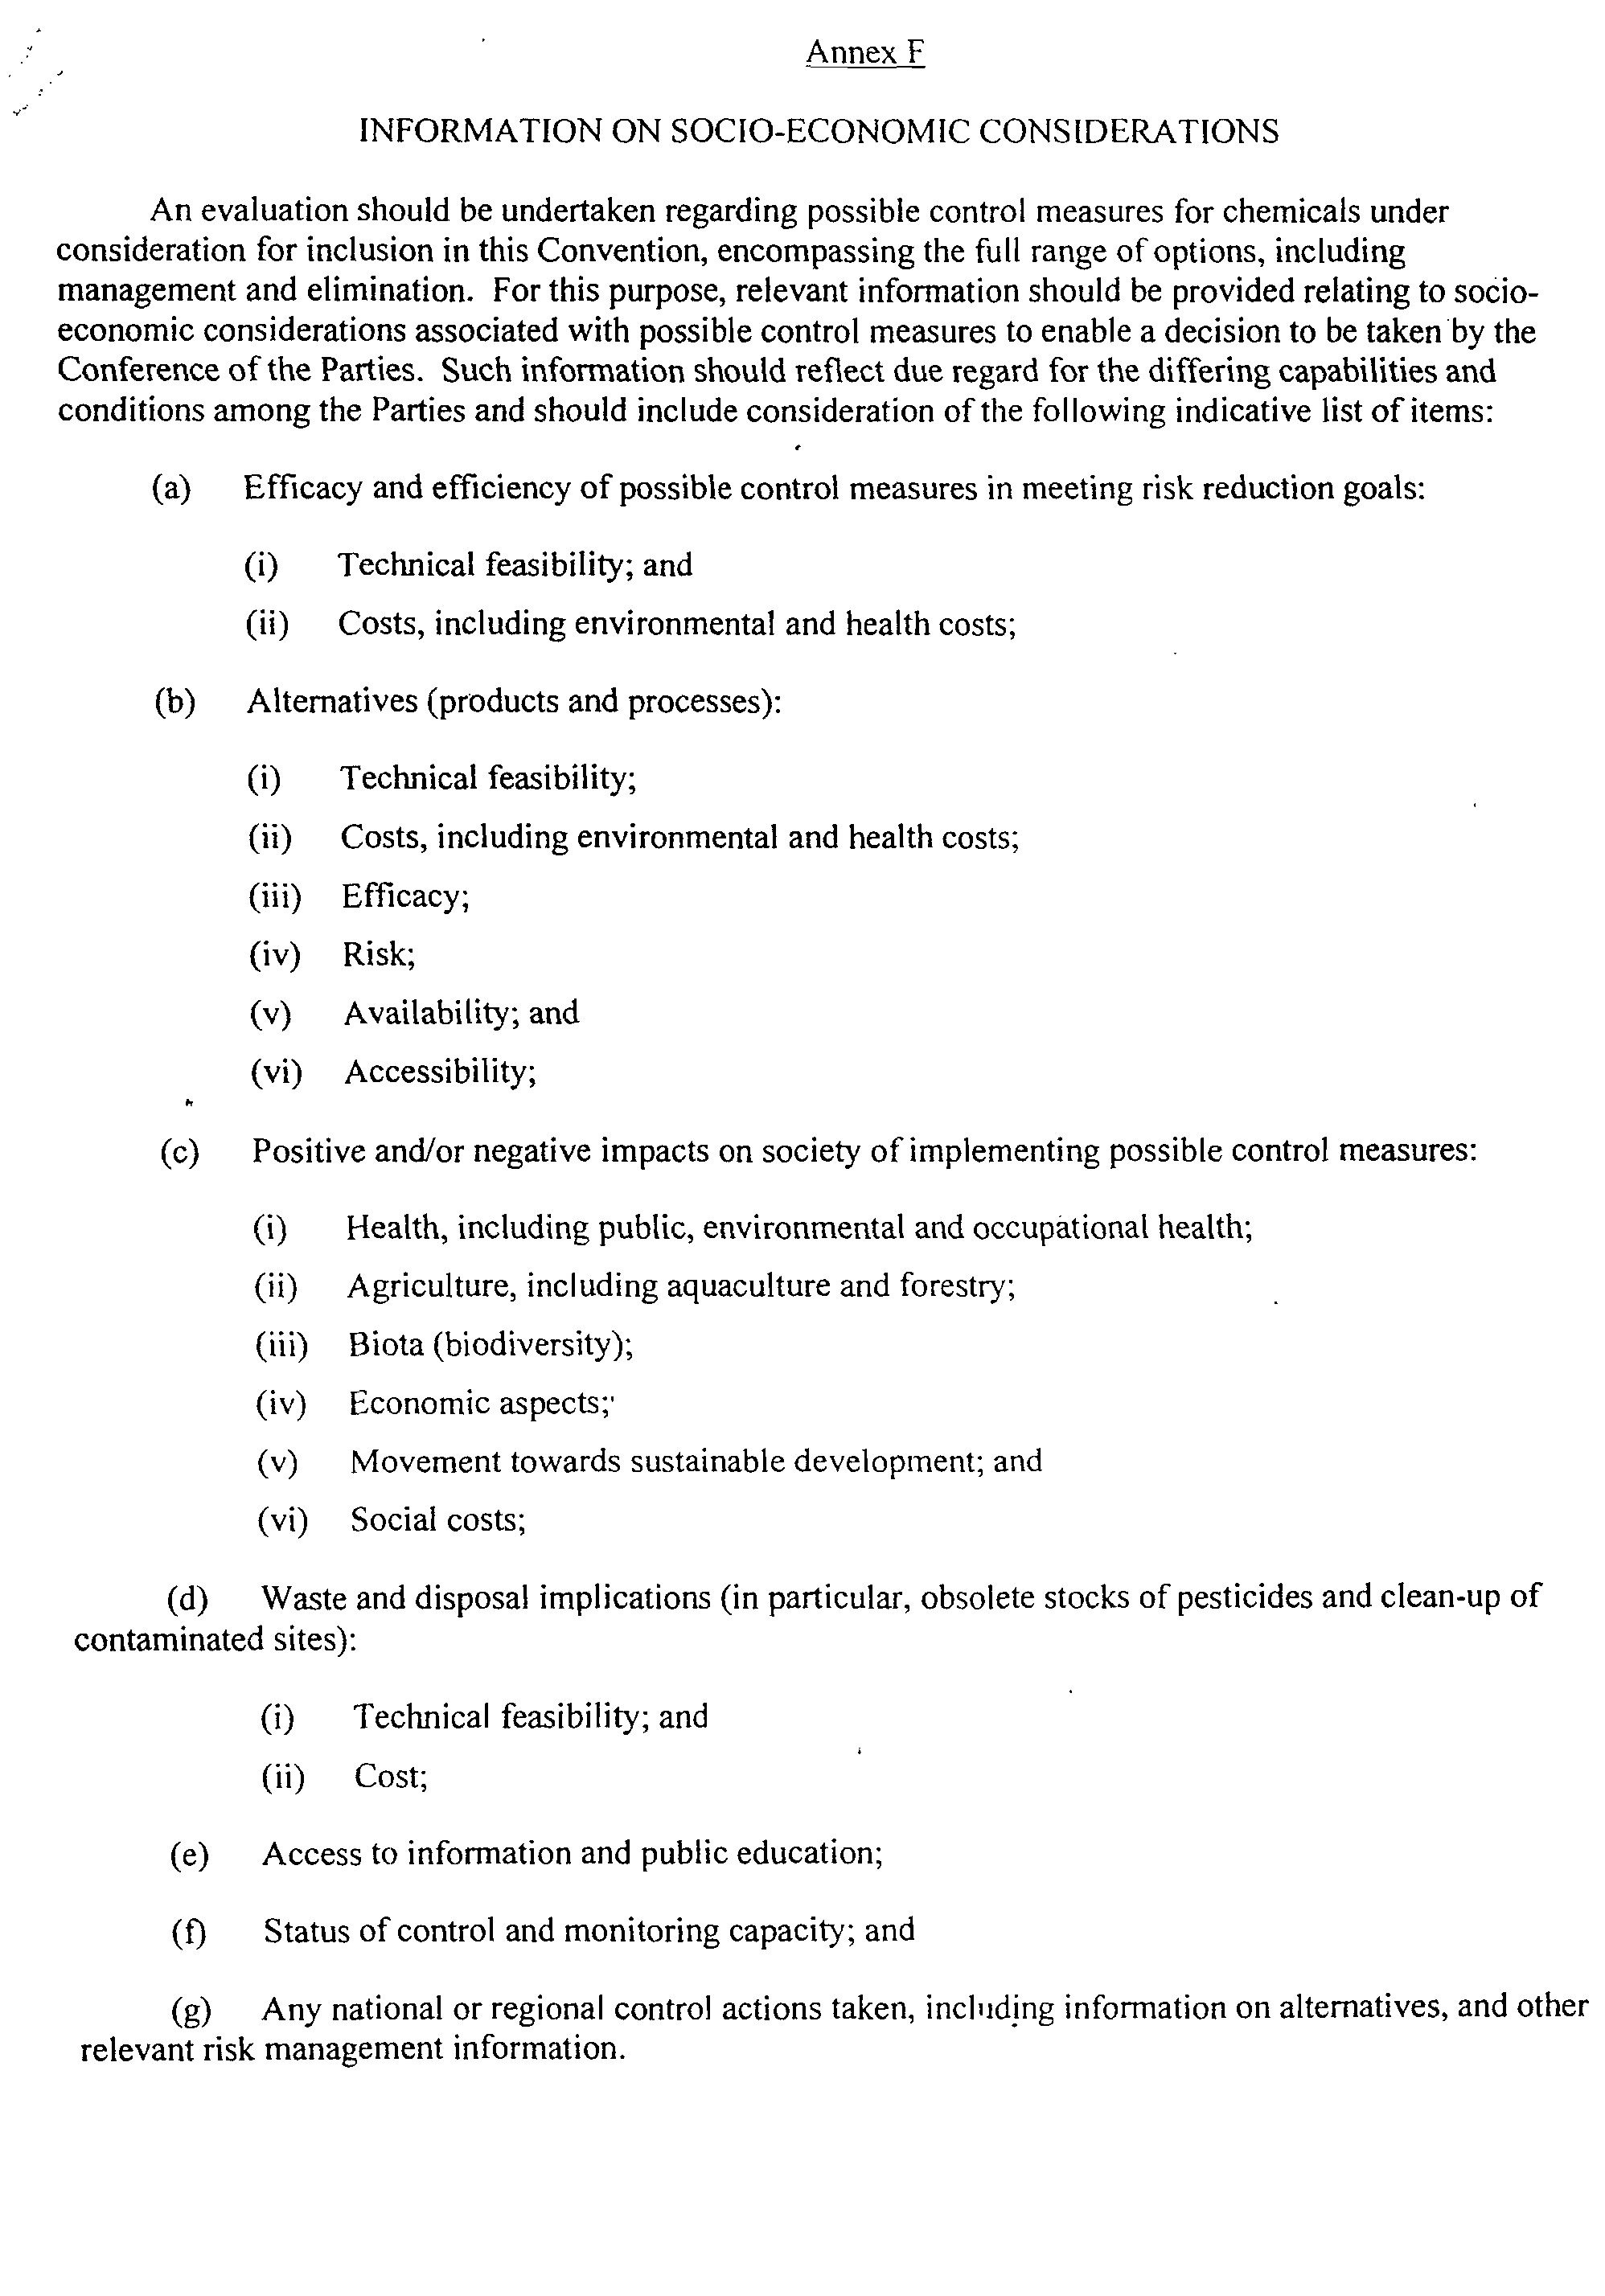 Annex F
INFORMATION ON SOCIO-ECONOMIC CONSIDERATIONS
An evaluation should be undertaken regarding possible control measures for chemicals under
consideration for inclusion in this Convention, encompassing the full range of options, including
management and elimination. For this purpose, relevant information should be provided relating to socio-
economic considerations associated with possible control measures to enable a decision to be taken by the
Conference of the Parties. Such information should reflect due regard for the differing capabilities and
conditions among the Parties and should include consideration of the following indicative list of items:
(a) Efficacy and efficiency of possible control measures in meeting risk reduction goals:
(i) Technical feasibility; and
(ii) Costs, including environmental and health costs;
(b) Alternatives (products and processes):
(i) Technical feasibility;
(ii) Costs, including environmental and health costs;
(iii) Efficacy;
(iv) Risk;
(v) Availability; and
(vi) Accessibility;
(c) Positive and/or negative impacts on society of implementing possible control measures:
(i) Health, including public, environmental and occupational health;
(ii) Agriculture, including aquaculture and forestry;
(iii) Biota (biodiversity);
(iv) Economic aspects;
(v) Movement towards sustainable development; and
(vi) Social costs;
(d) Waste and disposal implications (in particular, obsolete stocks of pesticides and clean-up of
contaminated sites):
(i) Technical feasibility; and
(ii) Cost;
(e) Access to information and public education;
(f) Status of control and monitoring capacity; and
(g) Any national or regional control actions taken, including information on alternatives, and other
relevant risk management information.